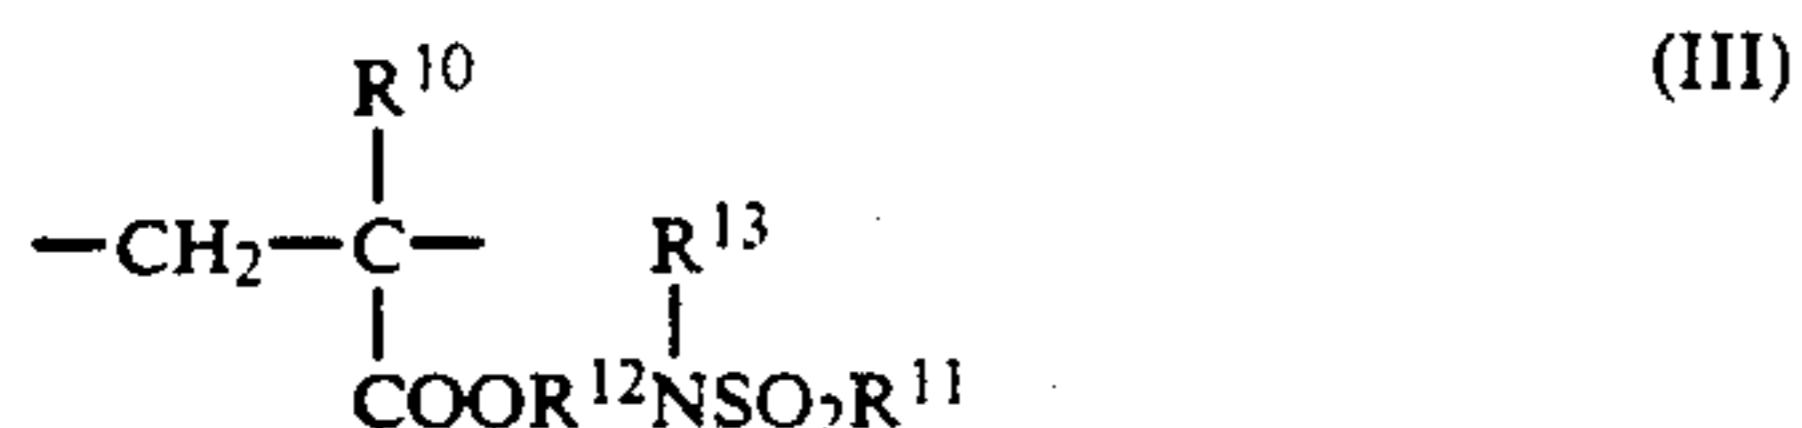 (III)
R¹⁰
—CH₂—C— R¹³
COOR¹²NSO₂R¹¹